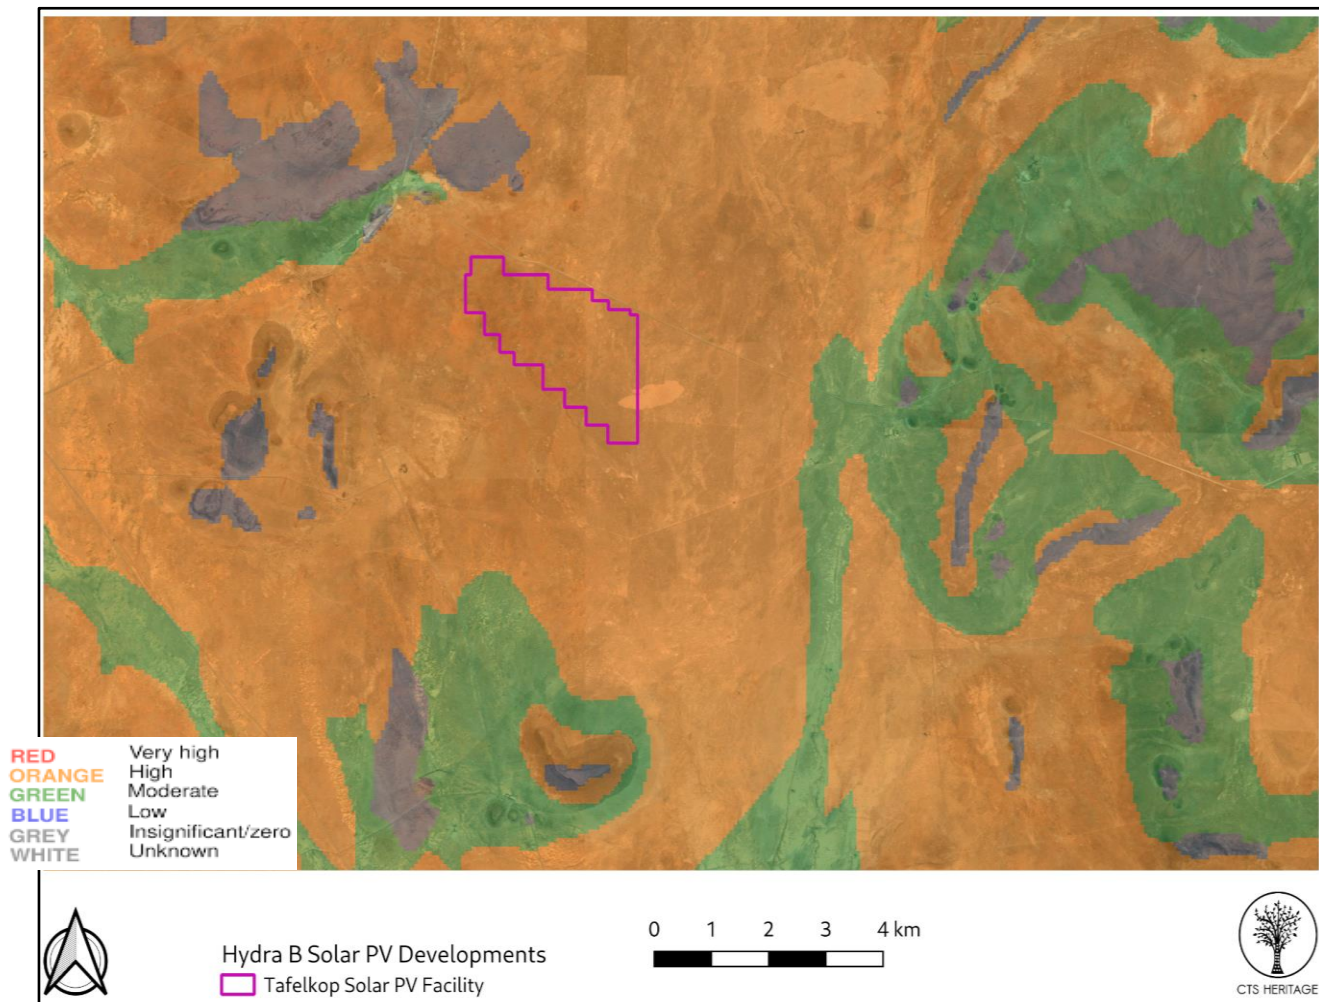 RED Very high
ORANGE High
GREEN Moderate
BLUE Low
GREY Insignificant/zero
WHITE Unknown
0 1 2 3 4 km
Hydra B Solar PV Developments
Tafelkop Solar PV Facility
CTS HERITAGE